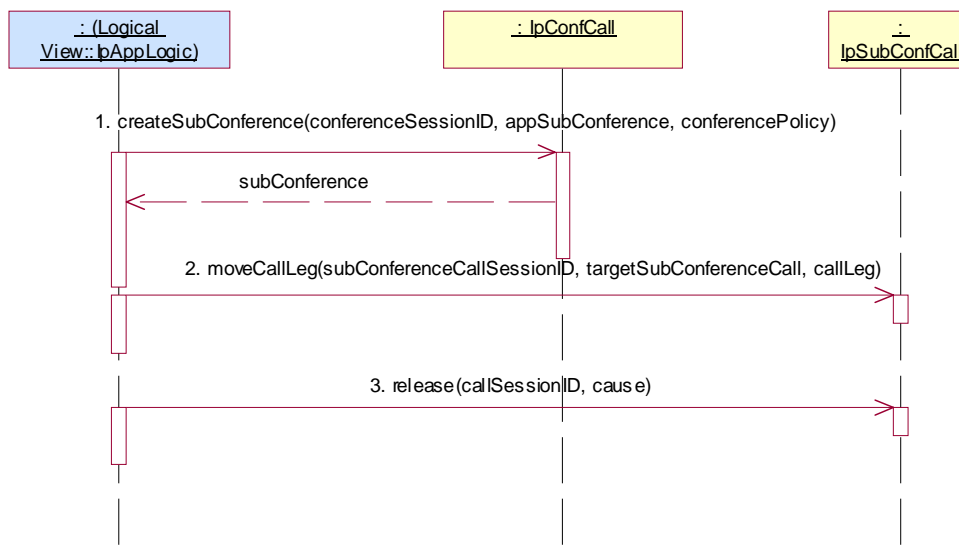 : (Logical
View::IpAppLogic)
: IpConfCall
:
IpSubConfCall
1. createSubConference(conferenceSessionID, appSubConference, conferencePolicy)
subConference
2. moveCallLeg(subConferenceCallSessionID, targetSubConferenceCall, callLeg)
3. release(callSessionID, cause)